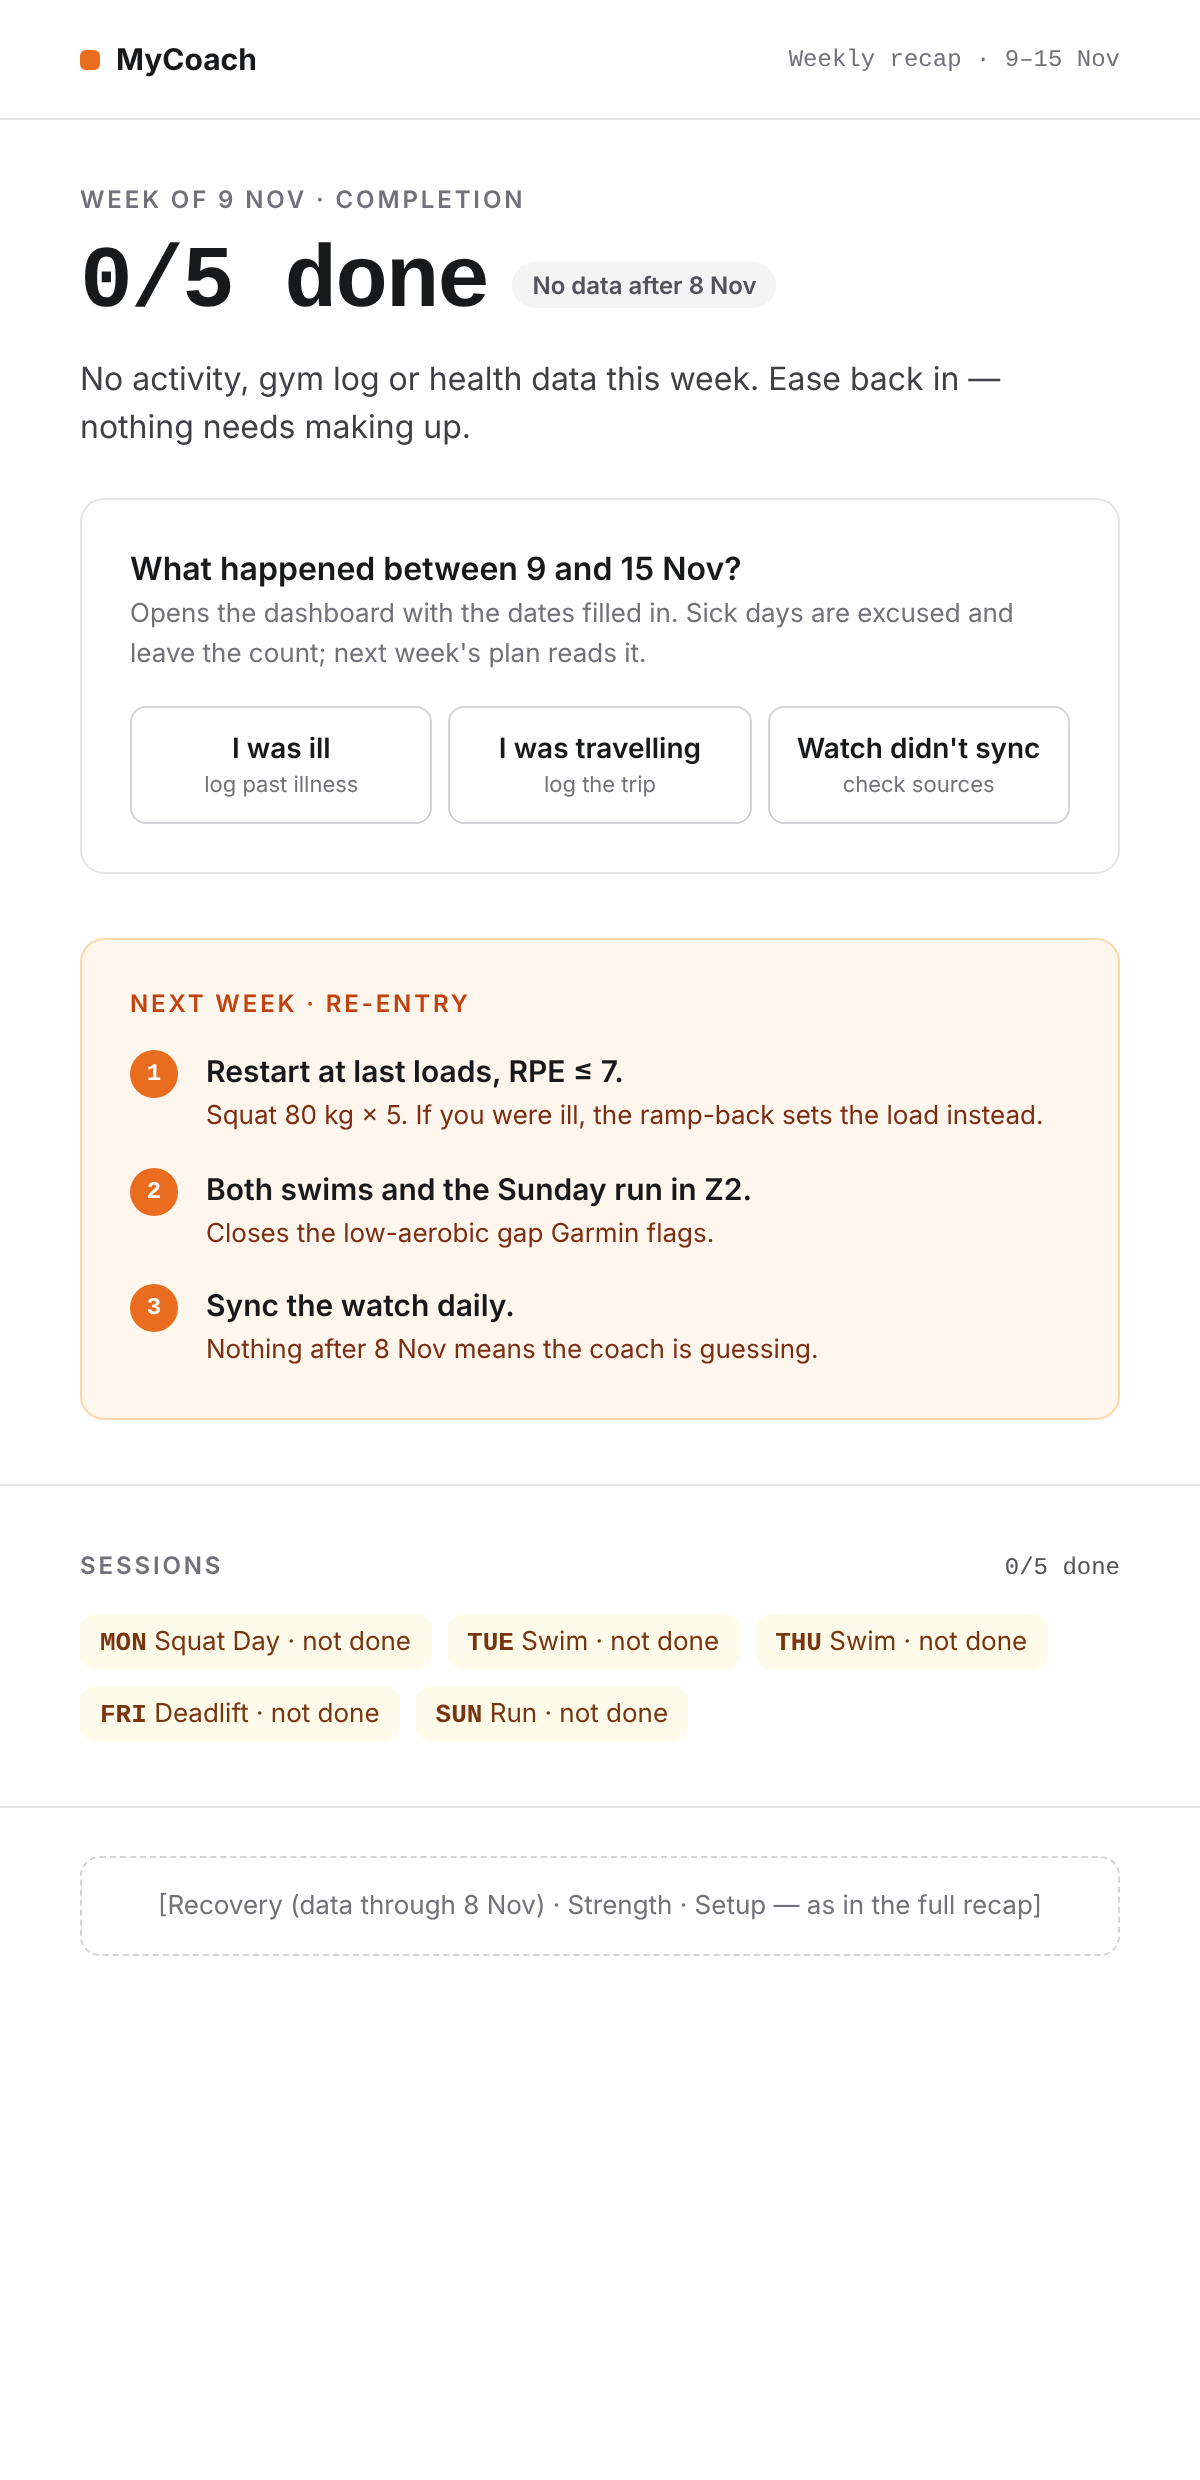 MyCoach
Weekly recap · 9–15 Nov
WEEK OF 9 NOV · COMPLETION
0/5 done
No data after 8 Nov
No activity, gym log or health data this week. Ease back in —
nothing needs making up.
What happened between 9 and 15 Nov?
Opens the dashboard with the dates filled in. Sick days are excused and
leave the count; next week's plan reads it.
I was ill
log past illness
I was travelling
log the trip
Watch didn't sync
check sources
NEXT WEEK · RE-ENTRY
1
Restart at last loads, RPE ≤ 7.
Squat 80 kg × 5. If you were ill, the ramp-back sets the load instead.
2
Both swims and the Sunday run in Z2.
Closes the low-aerobic gap Garmin flags.
3
Sync the watch daily.
Nothing after 8 Nov means the coach is guessing.
SESSIONS
0/5 done
MON Squat Day · not done
TUE Swim · not done
THU Swim · not done
FRI Deadlift · not done
SUN Run · not done
[Recovery (data through 8 Nov) · Strength · Setup — as in the full recap]